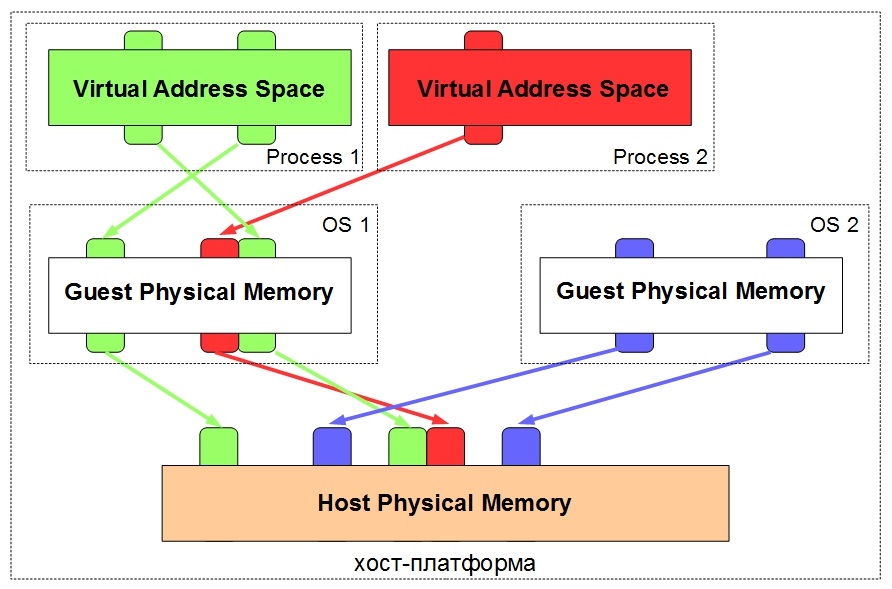 Virtual Address Space
Virtual Address Space
Process 1
Process 2
OS 1
OS 2
Guest Physical Memory
Guest Physical Memory
Host Physical Memory
хост-платформа